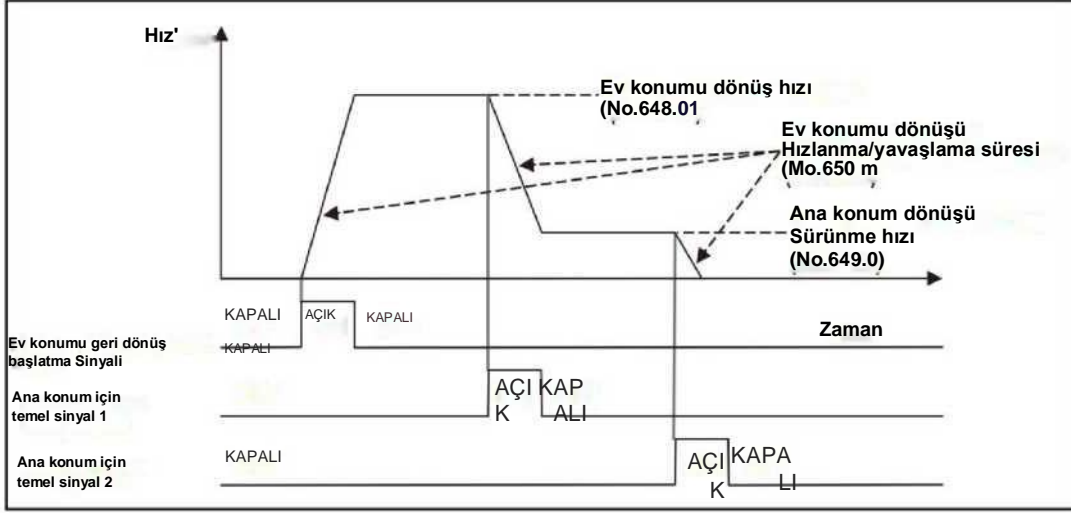 Hız'
Ev konumu dönüş hızı
(No.648.01
Ev konumu dönüşü
Hızlanma/yavaşlama süresi
(Mo.650 m
Ana konum dönüşü
Sürünme hızı
(No.649.0)
KAPALI
AÇIK
KAPALI
Zaman
Ev konumu geri dönüş
başlatma Sinyali
KAPALI
Ana konum için
temel sinyal 1
AÇI
K
KAP
ALI
Ana konum için
temel sinyal 2
KAPALI
AÇI
K
KAPA
LI